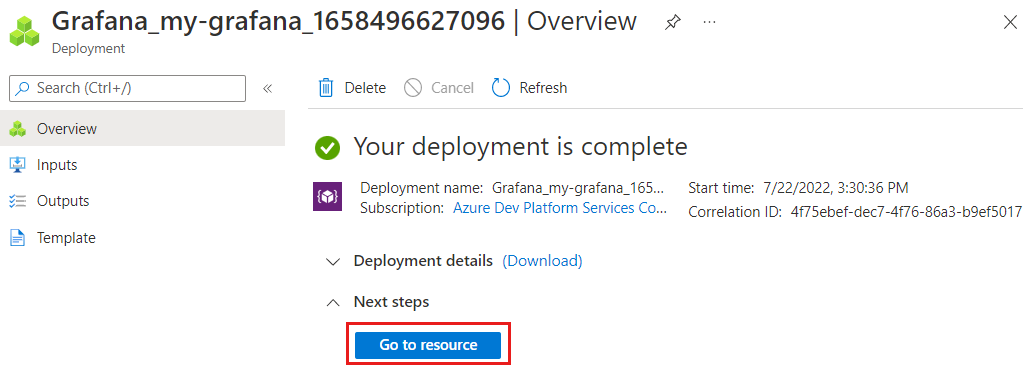 Grafana_my-grafana_1658496627096 | Overview ...
Deployment
Search (Ctrl+/) «
Delete Cancel Refresh
Overview
Inputs
Outputs
Template
Your deployment is complete
Deployment name: Grafana_my-grafana_165... Start time: 7/22/2022, 3:30:36 PM
Subscription: Azure Dev Platform Services Co... Correlation ID: 4f75ebef-dec7-4f76-86a3-b9ef5017
Deployment details (Download)
Next steps
Go to resource